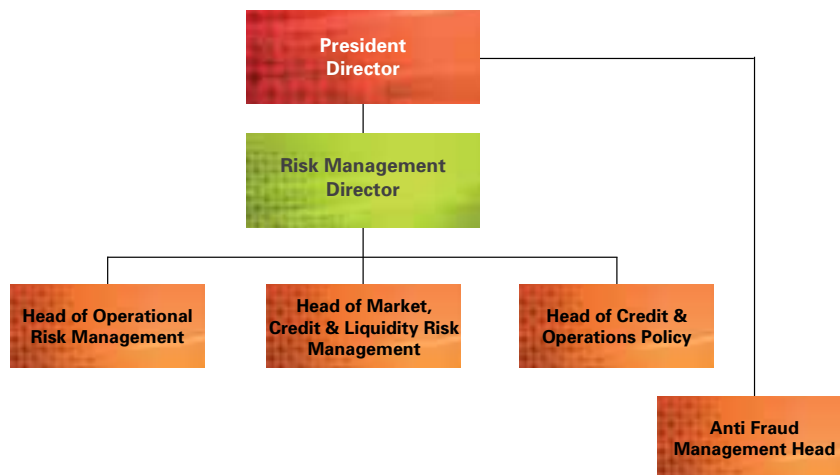 President
Director
Risk Management
Director
Head of Operational
Risk Management
Head of Market,
Credit & Liquidity Risk
Management
Head of Credit &
Operations Policy
Anti Fraud
Management Head